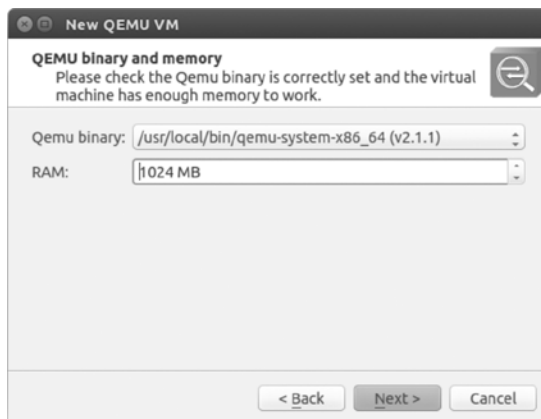 New QEMU VM
QEMU binary and memory
Please check the Qemu binary is correctly set and the virtual
machine has enough memory to work.
Qemu binary: /usr/local/bin/qemu-system-x86_64 (v2.1.1)
RAM: 1024 MB
< Back Next > Cancel